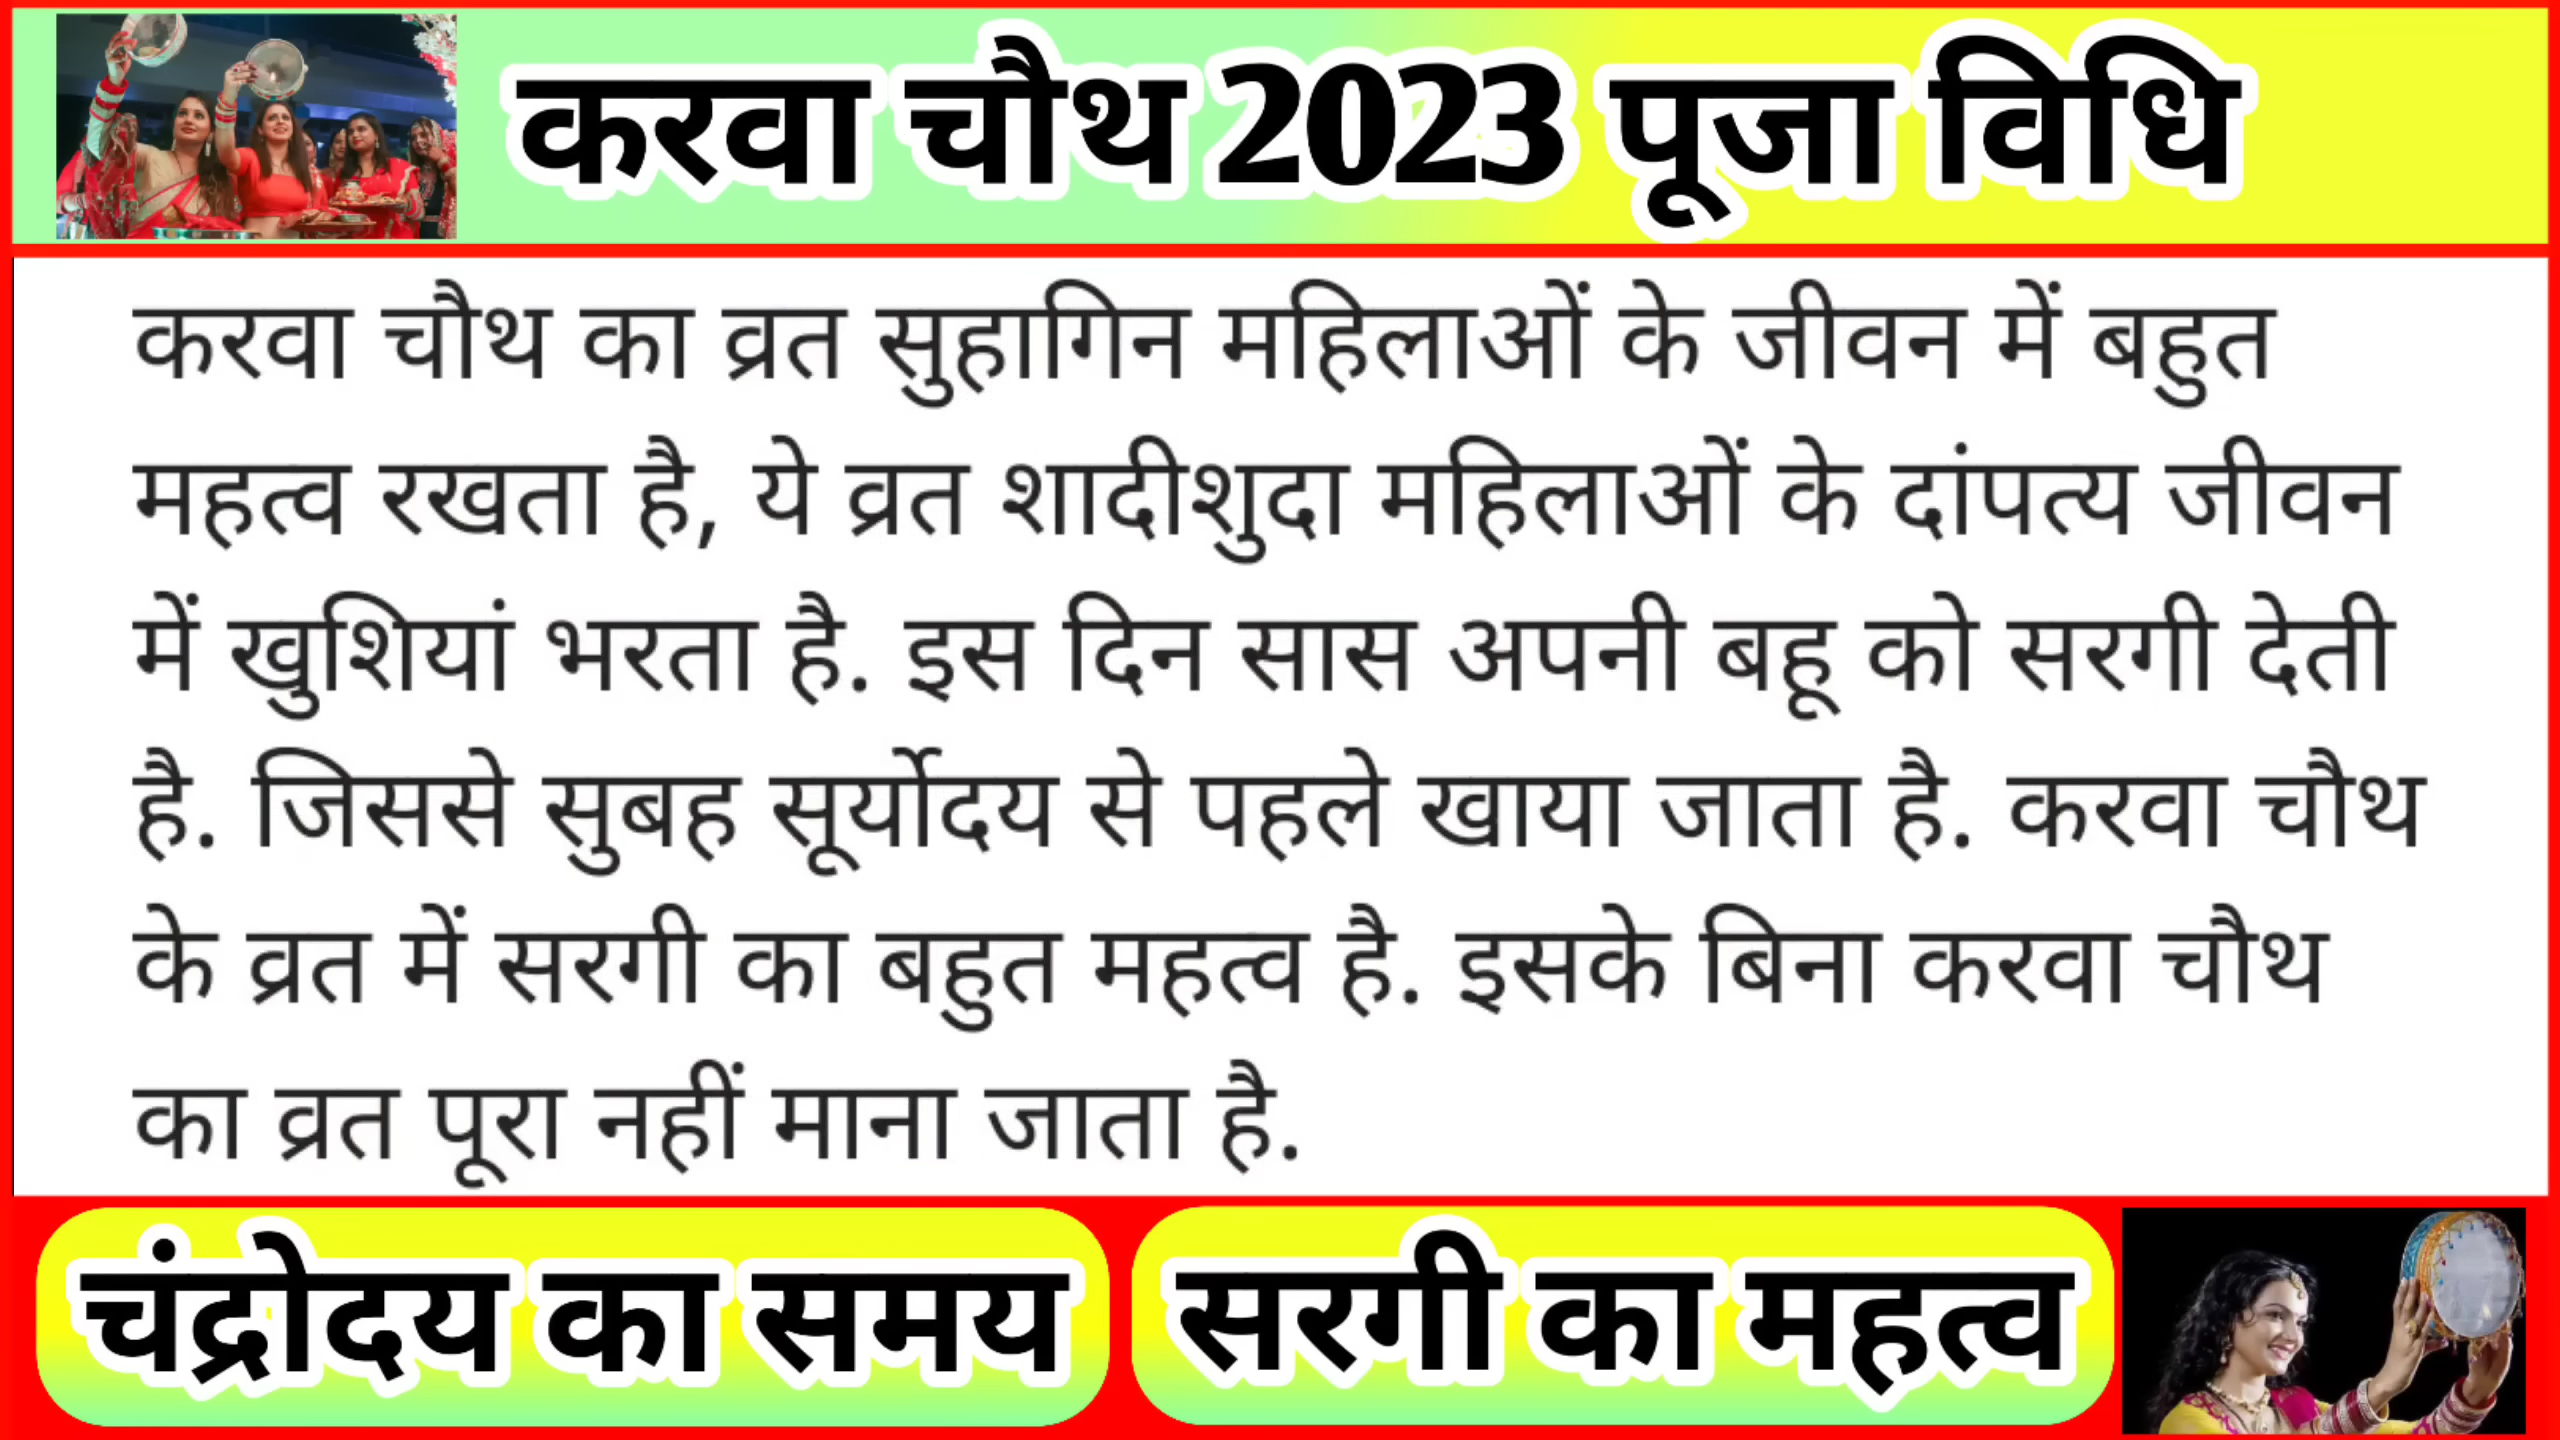 करवा चौथ 2023 पूजा विधि
करवा चौथ का व्रत सुहागिन महिलाओं के जीवन में बहुत
महत्व रखता है, ये व्रत शादीशुदा महिलाओं के दांपत्य जीवन
में खुशियां भरता है. इस दिन सास अपनी बहू को सरगी देती
है. जिससे सुबह सूर्योदय से पहले खाया जाता है. करवा चौथ
के व्रत में सरगी का बहुत महत्व है. इसके बिना करवा चौथ
का व्रत पूरा नहीं माना जाता है.
चंद्रोदय का समय
सरगी का महत्व